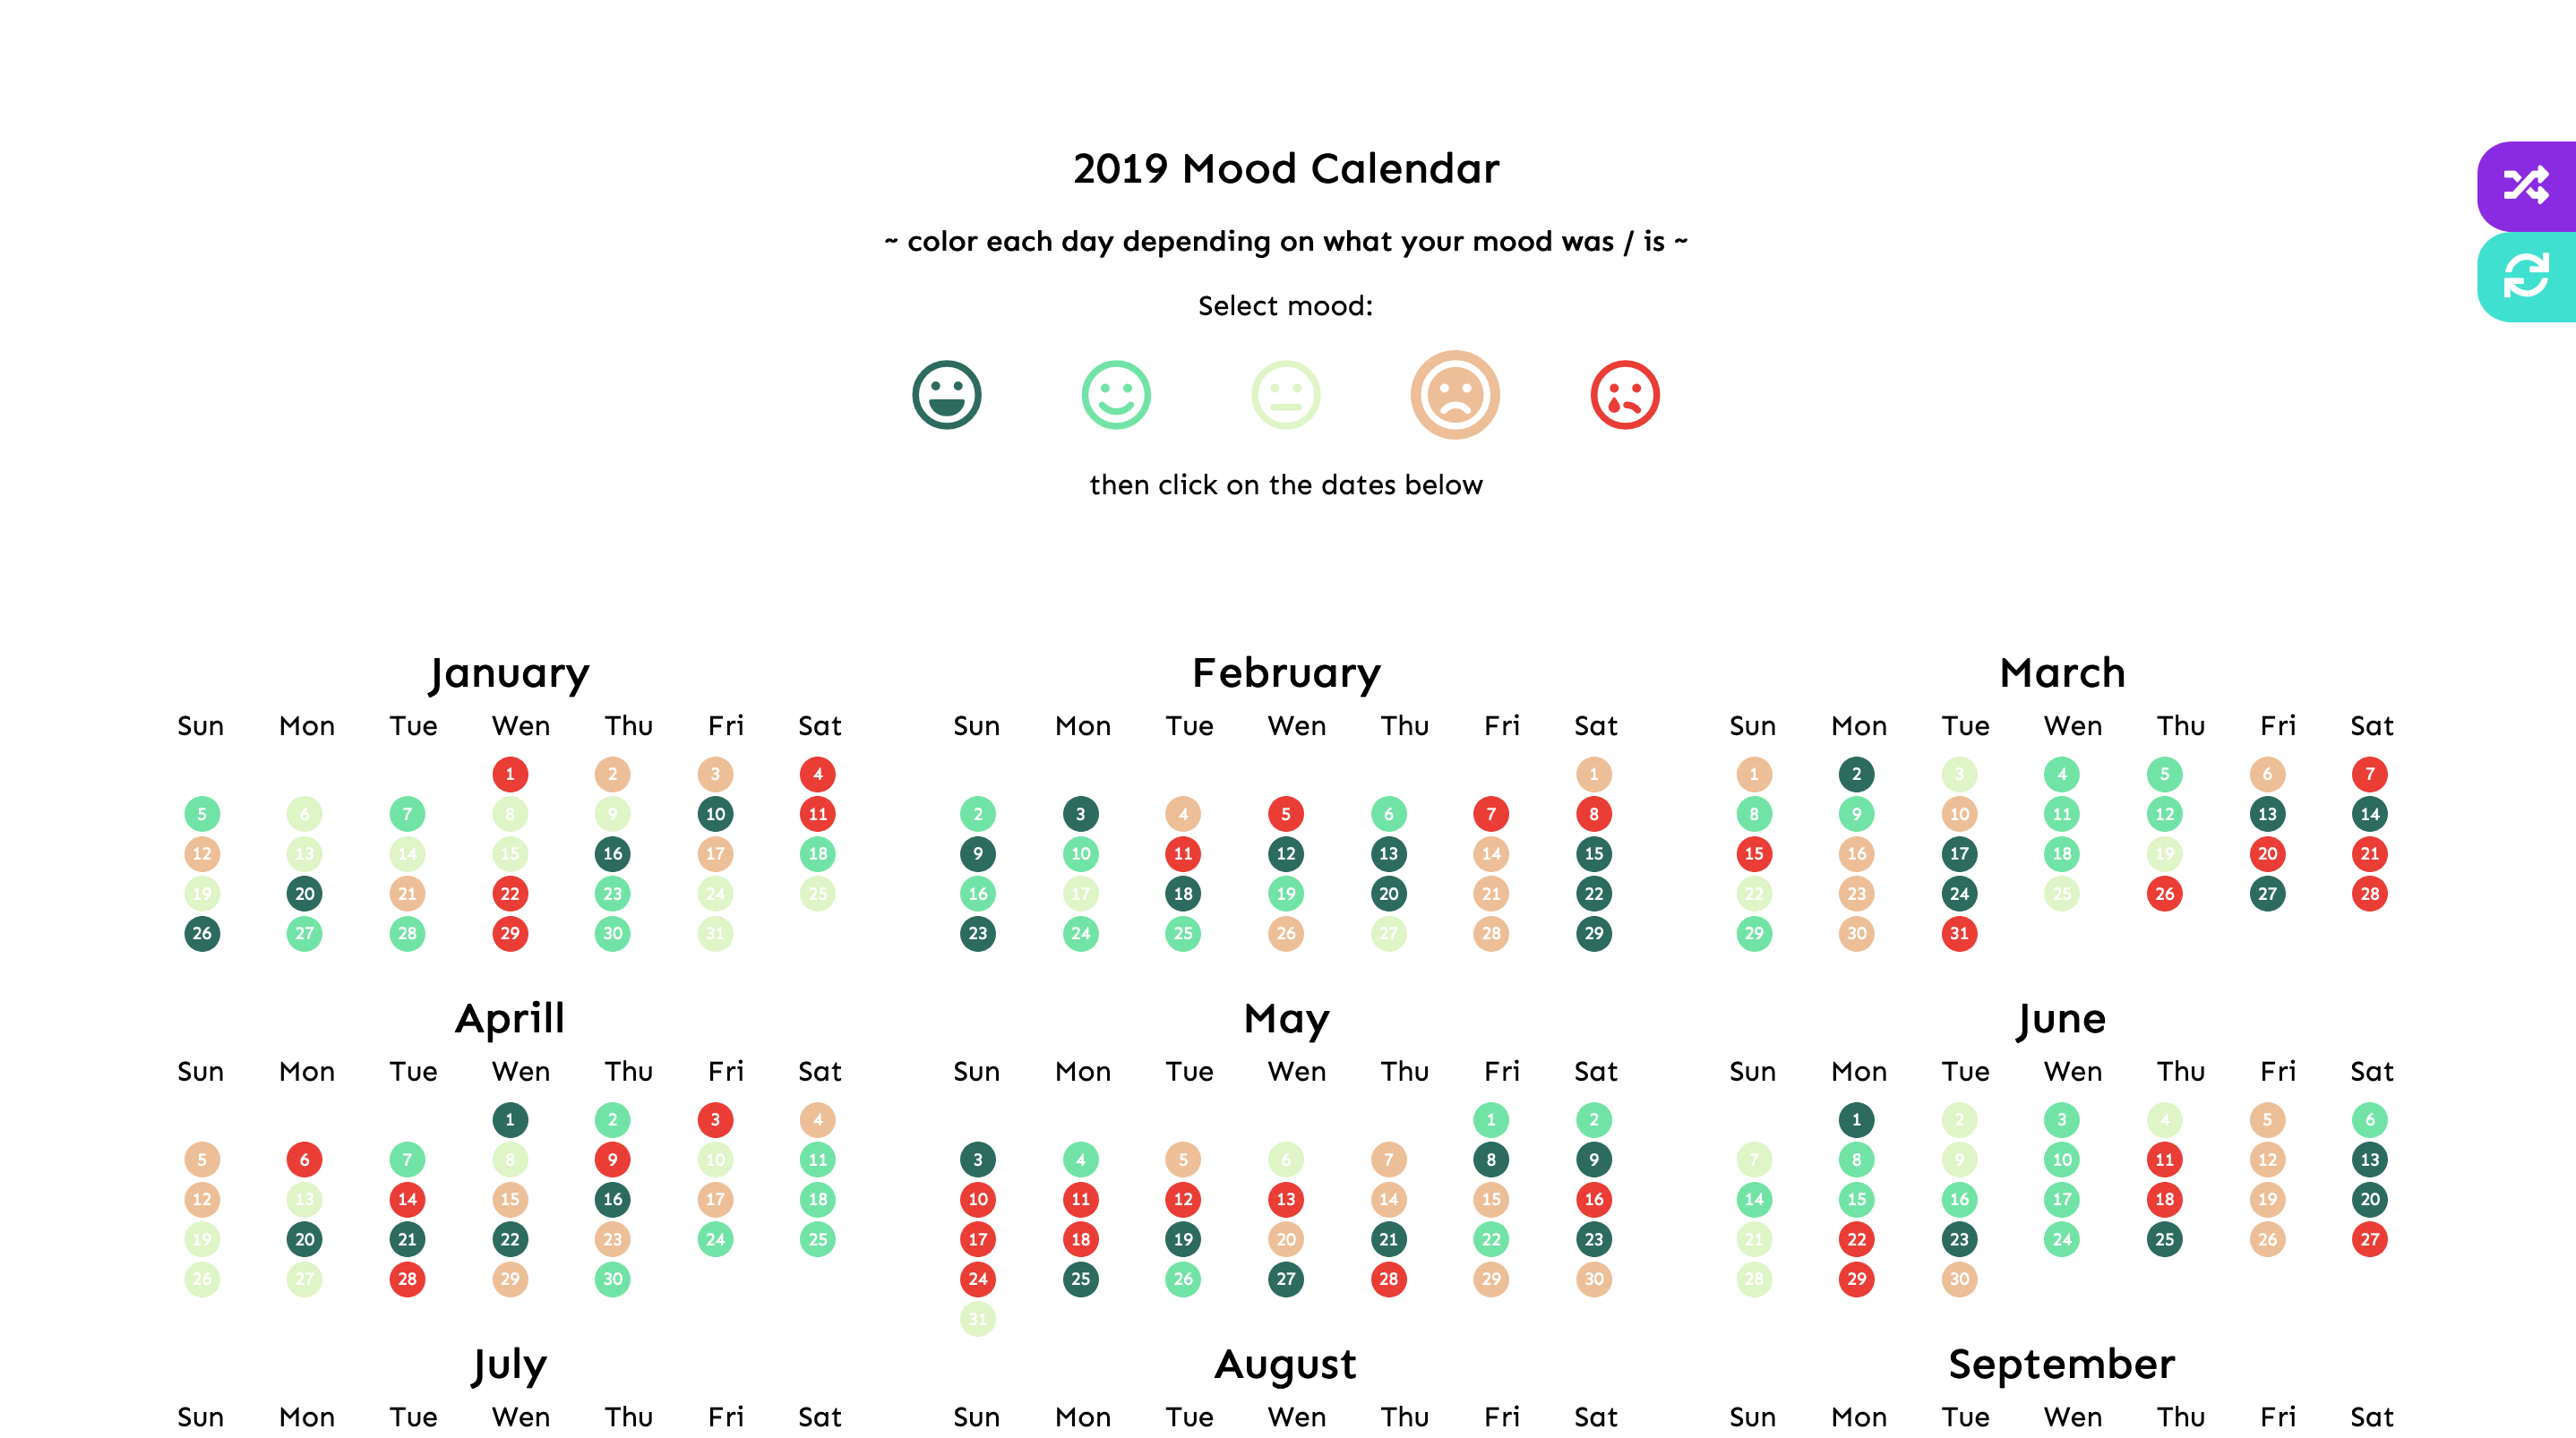 2019 Mood Calendar
~ color each day depending on what your mood was / is ~
Select mood:
then click on the dates below
January
Sun Mon Tue Wen Thu Fri Sat
1 2 3 4
5 6 7 8 9 10 11
12 13 14 15 16 17 18
19 20 21 22 23 24 25
26 27 28 29 30 31
February
Sun Mon Tue Wen Thu Fri Sat
1
2 3 4 5 6 7 8
9 10 11 12 13 14 15
16 17 18 19 20 21 22
23 24 25 26 27 28 29
March
Sun Mon Tue Wen Thu Fri Sat
1 2 3 4 5 6 7
8 9 10 11 12 13 14
15 16 17 18 19 20 21
22 23 24 25 26 27 28
29 30 31
Aprill
Sun Mon Tue Wen Thu Fri Sat
1 2 3 4
5 6 7 8 9 10 11
12 13 14 15 16 17 18
19 20 21 22 23 24 25
26 27 28 29 30
May
Sun Mon Tue Wen Thu Fri Sat
1 2
3 4 5 6 7 8 9
10 11 12 13 14 15 16
17 18 19 20 21 22 23
24 25 26 27 28 29 30
31
June
Sun Mon Tue Wen Thu Fri Sat
1 2 3 4 5 6
7 8 9 10 11 12 13
14 15 16 17 18 19 20
21 22 23 24 25 26 27
28 29 30
July
Sun Mon Tue Wen Thu Fri Sat
August
Sun Mon Tue Wen Thu Fri Sat
September
Sun Mon Tue Wen Thu Fri Sat